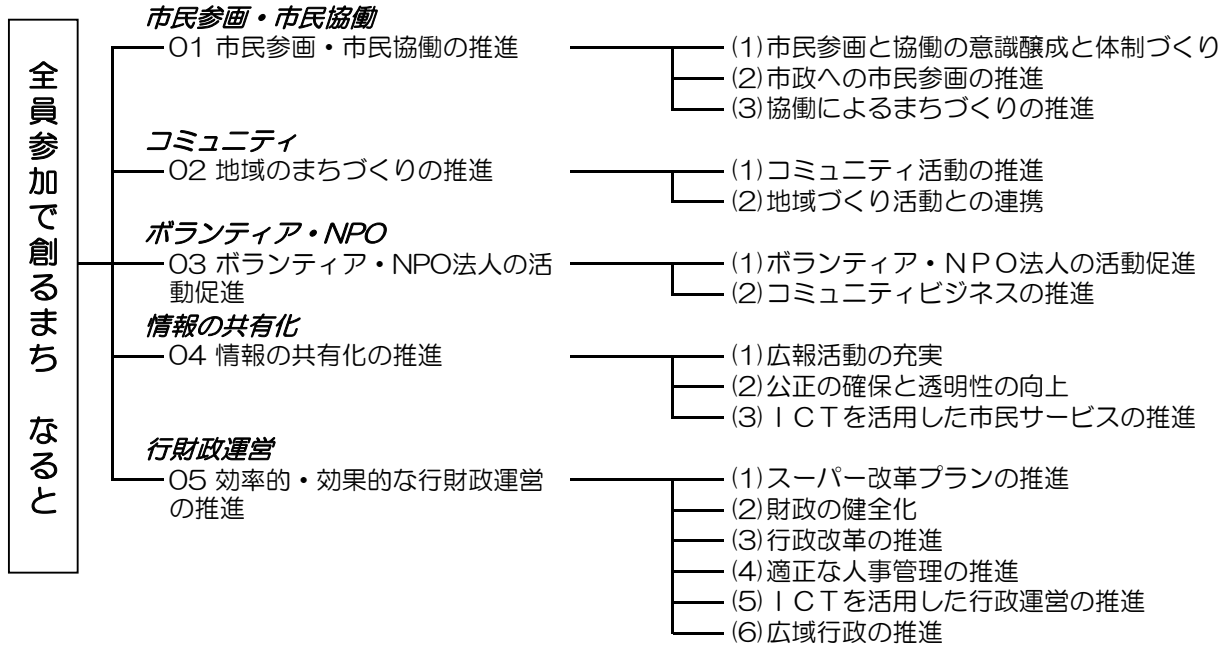 全員参加で創るまち なると
市民参画・市民協働
01 市民参画・市民協働の推進
(1)市民参画と協働の意識醸成と体制づくり
(2)市政への市民参画の推進
(3)協働によるまちづくりの推進
コミュニティ
02 地域のまちづくりの推進
(1)コミュニティ活動の推進
(2)地域づくり活動との連携
ボランティア・NPO
03 ボランティア・NPO法人の活
動促進
(1)ボランティア・ＮＰＯ法人の活動促進
(2)コミュニティビジネスの推進
情報の共有化
04 情報の共有化の推進
(1)広報活動の充実
(2)公正の確保と透明性の向上
(3)ＩＣＴを活用した市民サービスの推進
行財政運営
05 効率的・効果的な行財政運営
の推進
(1)スーパー改革プランの推進
(2)財政の健全化
(3)行政改革の推進
(4)適正な人事管理の推進
(5)ＩＣＴを活用した行政運営の推進
(6)広域行政の推進